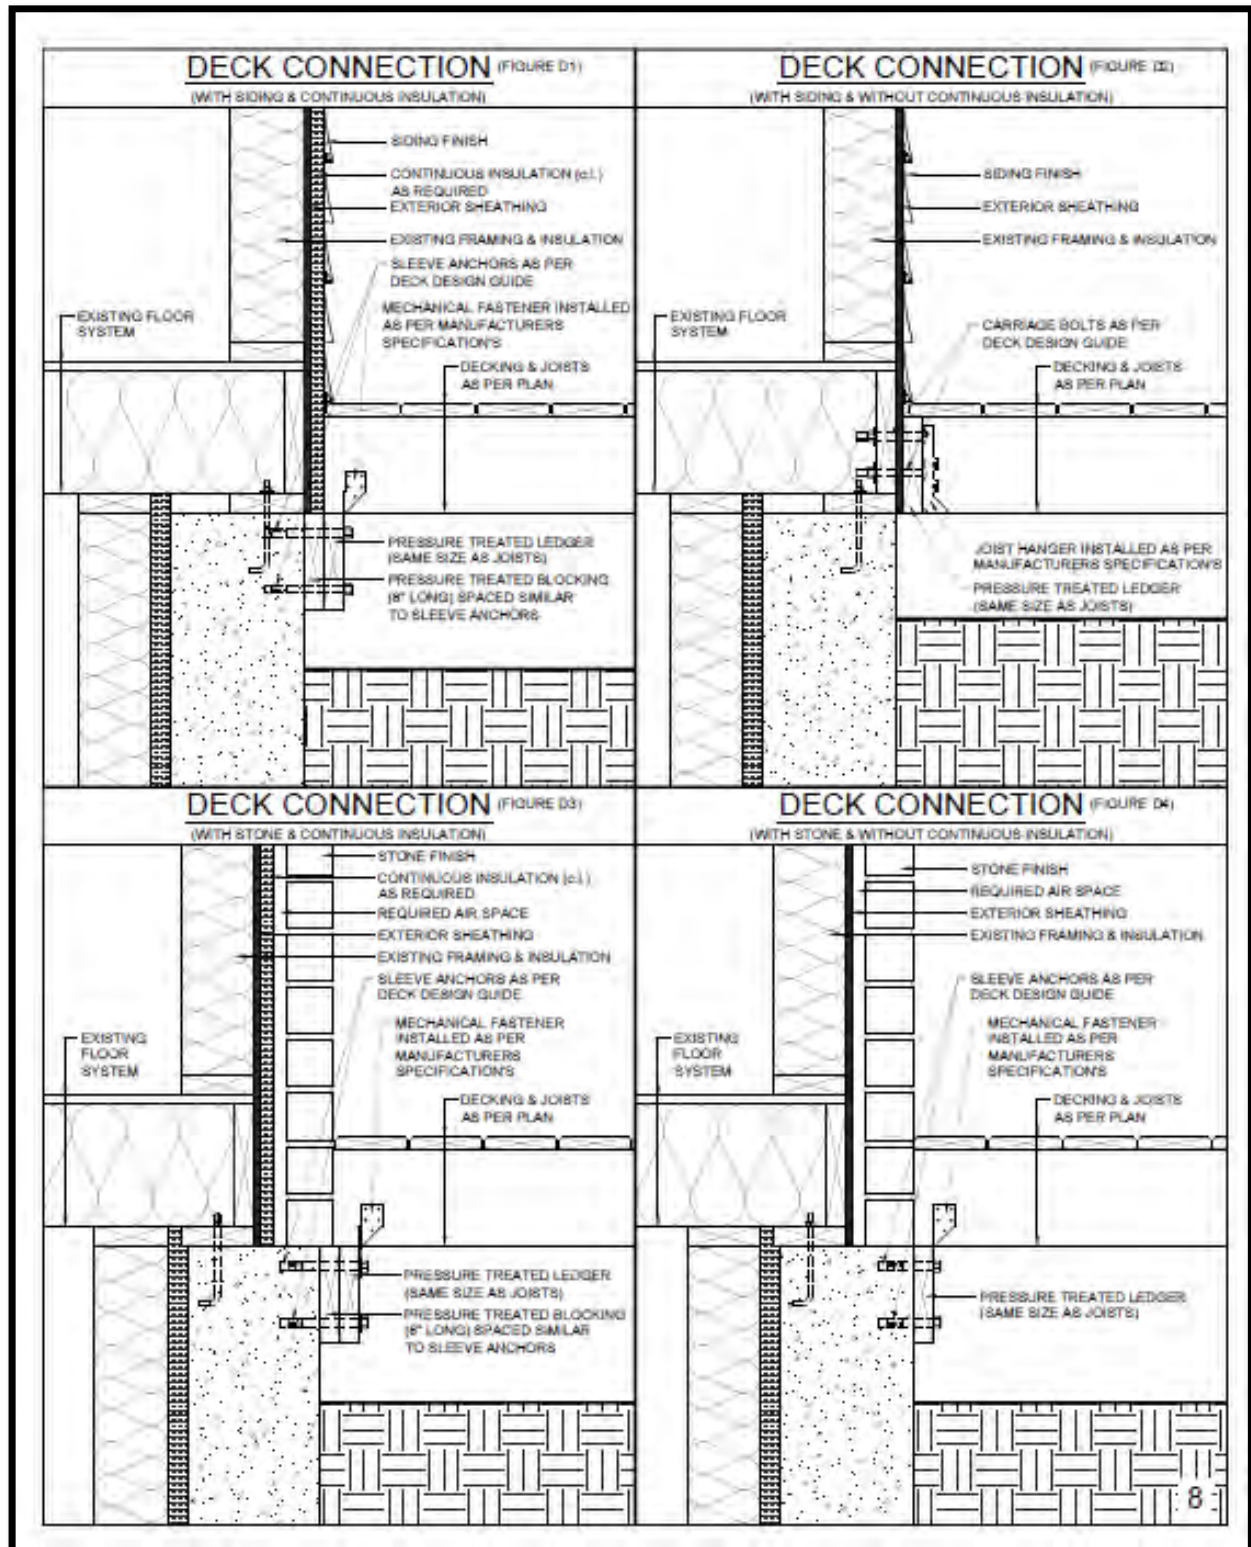 DECK CONNECTION (FIGURE D1)
(WITH SIDING & CONTINUOUS INSULATION)
SIDING FINISH
CONTINUOUS INSULATION (c.i.)
AS REQUIRED
EXTERIOR SHEATHING
EXISTING FRAMING & INSULATION
SLEEVE ANCHORS AS PER
DECK DESIGN GUIDE
MECHANICAL FASTENER INSTALLED
AS PER MANUFACTURERS
SPECIFICATION'S
EXISTING FLOOR
SYSTEM
DECKING & JOISTS
AS PER PLAN
PRESSURE TREATED LEDGER
(SAME SIZE AS JOISTS)
PRESSURE TREATED BLOCKING
(8" LONG) SPACED SIMILAR
TO SLEEVE ANCHORS
DECK CONNECTION (FIGURE D2)
(WITH SIDING & WITHOUT CONTINUOUS INSULATION)
SIDING FINISH
EXTERIOR SHEATHING
EXISTING FRAMING & INSULATION
EXISTING FLOOR
SYSTEM
CARRIAGE BOLTS AS PER
DECK DESIGN GUIDE
DECKING & JOISTS
AS PER PLAN
JOIST HANGER INSTALLED AS PER
MANUFACTURERS SPECIFICATION'S
PRESSURE TREATED LEDGER
(SAME SIZE AS JOISTS)
DECK CONNECTION (FIGURE D3)
(WITH STONE & CONTINUOUS INSULATION)
STONE FINISH
CONTINUOUS INSULATION (c.i.)
AS REQUIRED
REQUIRED AIR SPACE
EXTERIOR SHEATHING
EXISTING FRAMING & INSULATION
SLEEVE ANCHORS AS PER
DECK DESIGN GUIDE
MECHANICAL FASTENER
INSTALLED AS PER
MANUFACTURERS
SPECIFICATION'S
EXISTING
FLOOR
SYSTEM
DECKING & JOISTS
AS PER PLAN
PRESSURE TREATED LEDGER
(SAME SIZE AS JOISTS)
PRESSURE TREATED BLOCKING
(8" LONG) SPACED SIMILAR
TO SLEEVE ANCHORS
DECK CONNECTION (FIGURE D4)
(WITH STONE & WITHOUT CONTINUOUS INSULATION)
STONE FINISH
REQUIRED AIR SPACE
EXTERIOR SHEATHING
EXISTING FRAMING & INSULATION
SLEEVE ANCHORS AS PER
DECK DESIGN GUIDE
MECHANICAL FASTENER
INSTALLED AS PER
MANUFACTURERS
SPECIFICATION'S
EXISTING
FLOOR
SYSTEM
DECKING & JOISTS
AS PER PLAN
PRESSURE TREATED LEDGER
(SAME SIZE AS JOISTS)
8